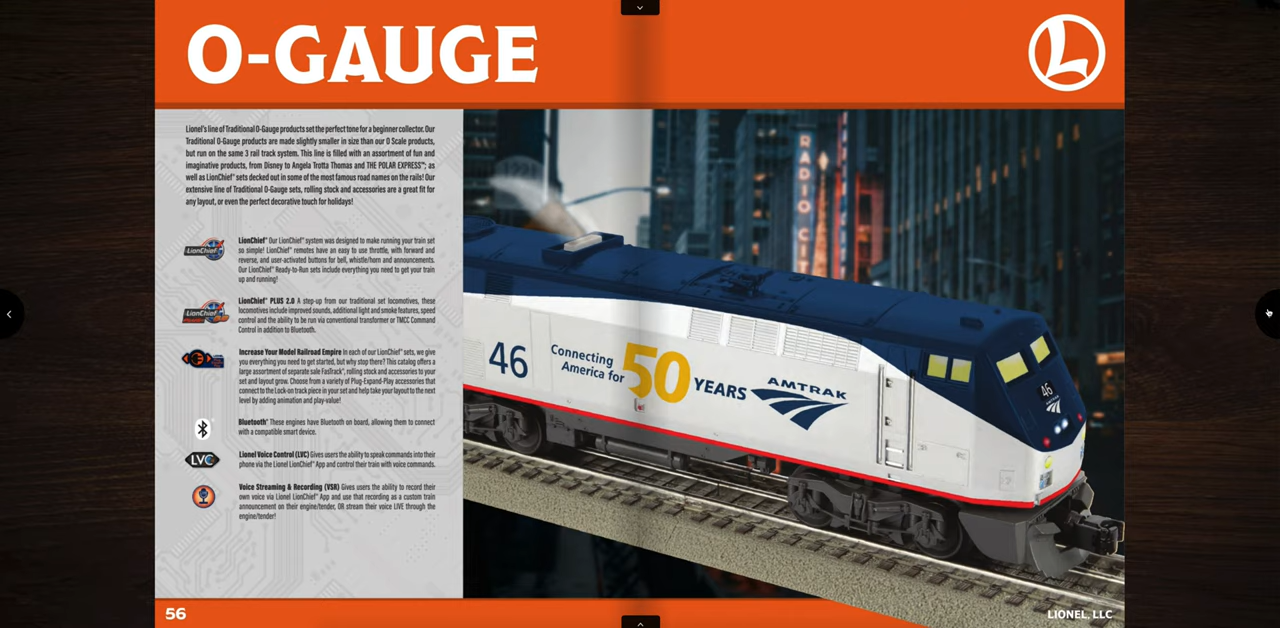 O-GAUGE
L
Lionel's line of Traditional O-Gauge products set the perfect tone for a beginner collector. Our
Traditional O-Gauge products are made slightly smaller in size than our O Scale products,
but run on the same 3 rail track system. This line is filled with an assortment of fun and
imaginative products, from Disney to Angela Trotta Thomas and THE POLAR EXPRESS™; as
well as LionChief® sets decked out in some of the most famous road names on the rails! Our
extensive line of Traditional O-Gauge sets, rolling stock and accessories are a great fit for
any layout, or even the perfect decorative touch for holidays!
LionChief
LionChief® Our LionChief® system was designed to make running your train set
so simple! LionChief® remotes have an easy to use throttle, with forward and
reverse, and user-activated buttons for bell, whistle/horn and announcements.
Our LionChief® Ready-to-Run sets include everything you need to get your train
up and running!
LionChief
LionChief® PLUS 2.0 A step-up from our traditional set locomotives, these
locomotives include improved sounds, additional light and smoke features, speed
control and the ability to be run via conventional transformer or TMCC Command
Control in addition to Bluetooth.
Increase Your Model Railroad Empire In each of our LionChief® sets, we give
you everything you need to get started, but why stop there? This catalog offers a
large assortment of separate sale FasTrack®, rolling stock and accessories to your
set and layout grow. Choose from a variety of Plug-Expand-Play accessories that
connect to the Lock-on track piece in your set and help take your layout to the next
level by adding animation and play-value!
Bluetooth® These engines have Bluetooth on board, allowing them to connect
with a compatible smart device.
LVC
Lionel Voice Control (LVC) Gives users the ability to speak commands into their
phone via the Lionel LionChief® App and control their train with voice commands.
Voice Streaming & Recording (VSR) Gives users the ability to record their
own voice via Lionel LionChief® App and use that recording as a custom train
announcement on their engine/tender, OR stream their voice LIVE through the
engine/tender!
RADIO CIT
46
Connecting
America for
50 YEARS
AMTRAK
46
AMTRAK
56
LIONEL, LLC